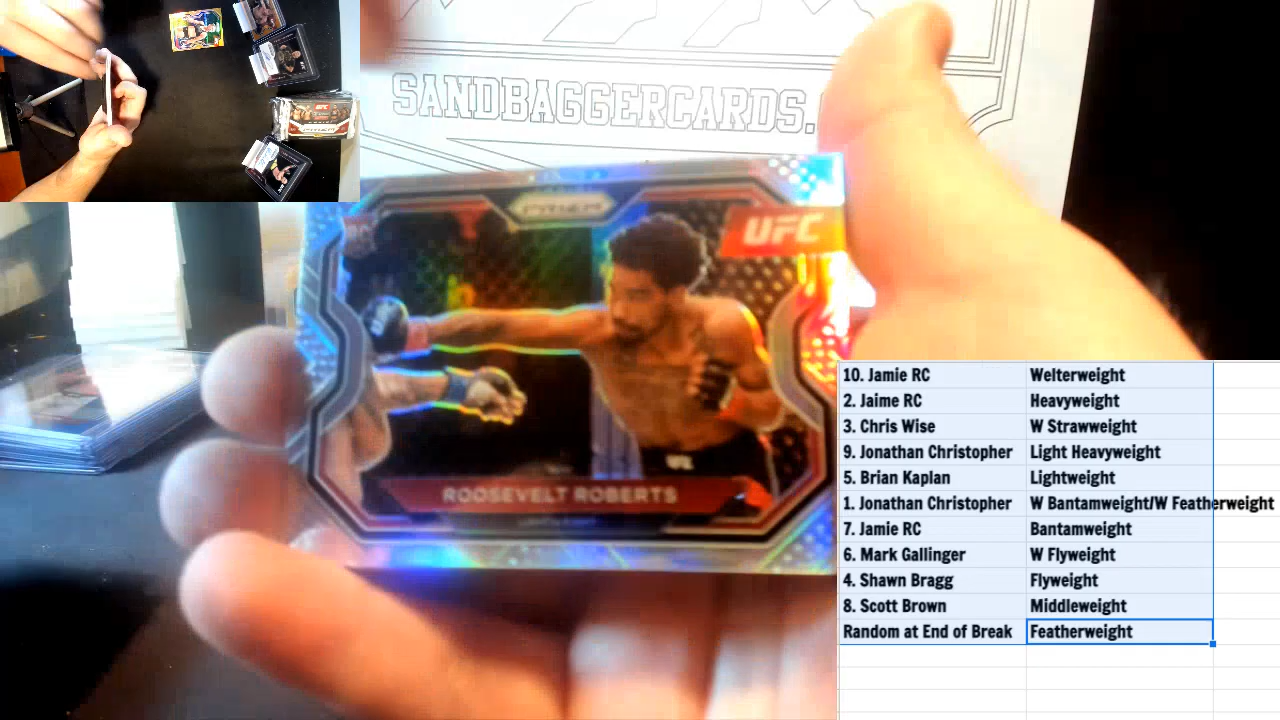 SANDBAGGERCARDS.
PRIZM
UFC
ROOSEVELT ROBERTS
10. Jamie RC Welterweight
2. Jaime RC Heavyweight
3. Chris Wise W Strawweight
9. Jonathan Christopher Light Heavyweight
5. Brian Kaplan Lightweight
1. Jonathan Christopher W Bantamweight/W Featherweight
7. Jamie RC Bantamweight
6. Mark Gallinger W Flyweight
4. Shawn Bragg Flyweight
8. Scott Brown Middleweight
Random at End of Break Featherweight